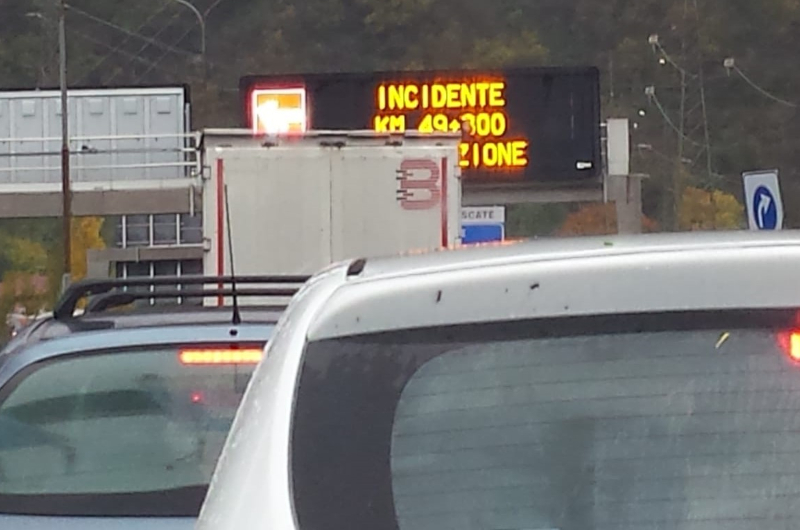 INCIDENTE
KM 49+300
ZIONE
SCATE